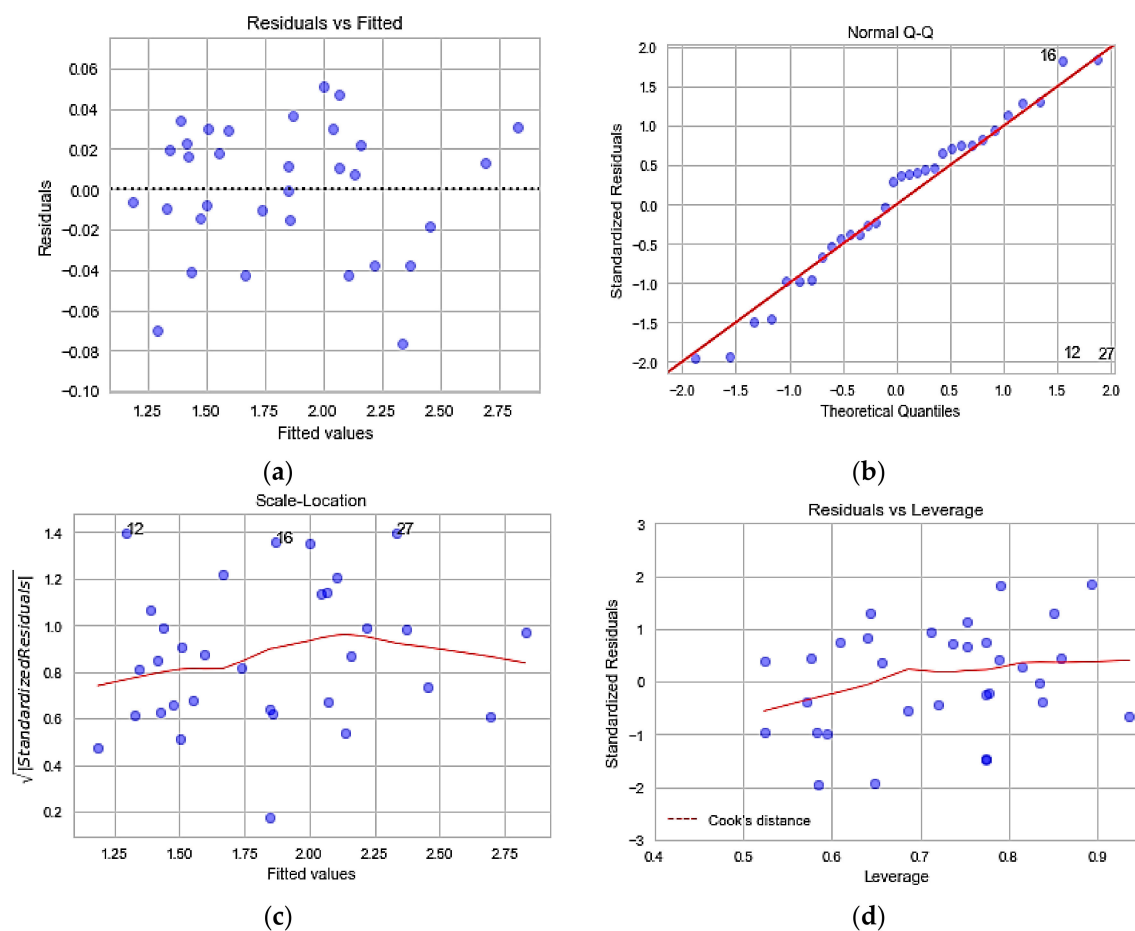 Residuals vs Fitted
0.06
0.04
0.02
0.00
−0.02
−0.04
−0.06
−0.08
−0.10
Residuals
1.25 1.50 1.75 2.00 2.25 2.50 2.75
Fitted values
(a)
Normal Q-Q
2.0
1.5
1.0
0.5
0.0
−0.5
−1.0
−1.5
−2.0
Standardized Residuals
16
12 27
−2.0 −1.5 −1.0 −0.5 0.0 0.5 1.0 1.5 2.0
Theoretical Quantiles
(b)
Scale-Location
1.4
1.2
1.0
0.8
0.6
0.4
0.2
√|StandardizedResiduals|
12 16 27
1.25 1.50 1.75 2.00 2.25 2.50 2.75
Fitted values
(c)
Residuals vs Leverage
3
2
1
0
−1
−2
−3
Standardized Residuals
Cook's distance
0.4 0.5 0.6 0.7 0.8 0.9
Leverage
(d)